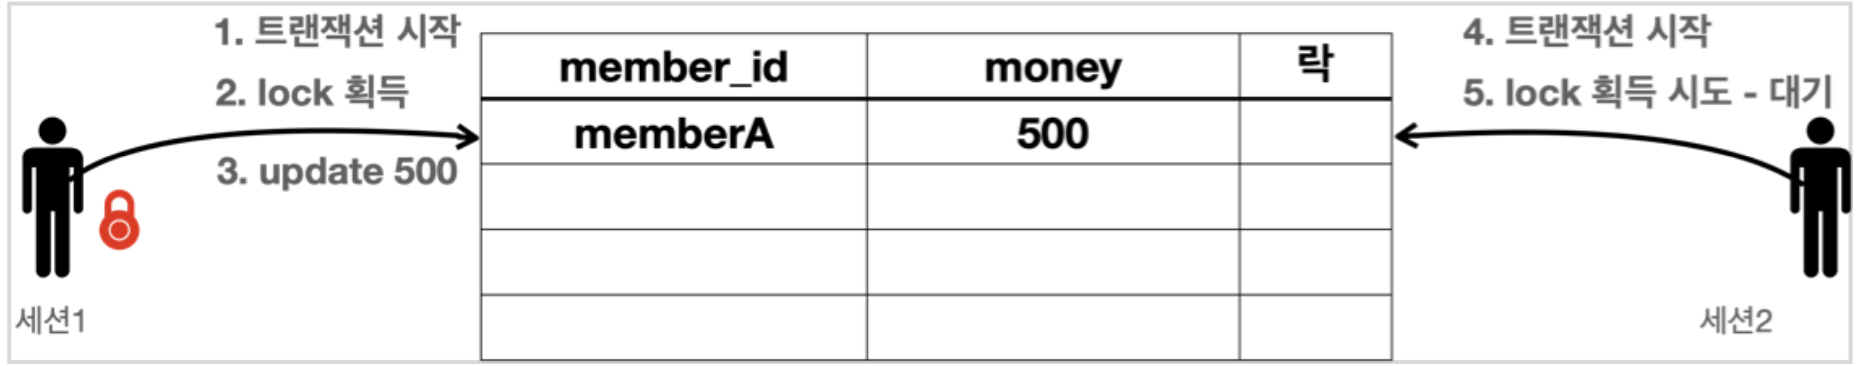 1. 트랜잭션 시작
2. lock 획득
3. update 500
세션1
member_id money 락
memberA 500
4. 트랜잭션 시작
5. lock 획득 시도 - 대기
세션2